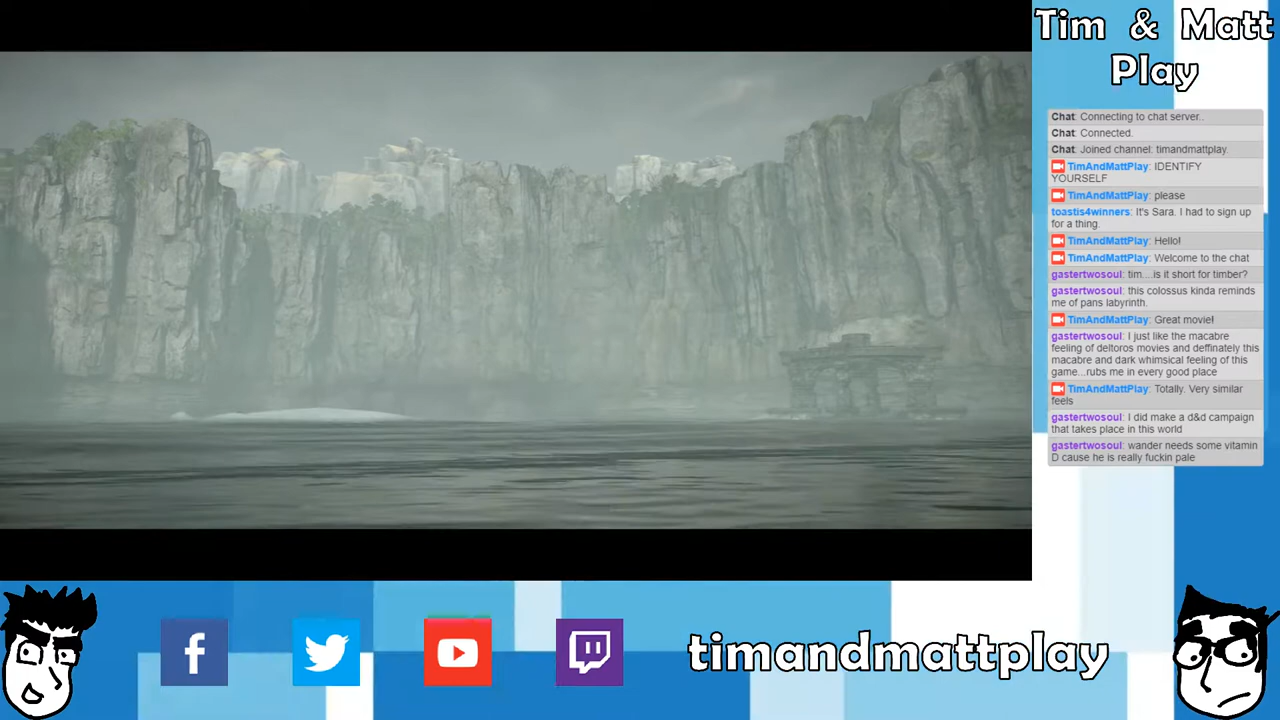 Tim & Matt
Play
Chat: Connecting to chat server..
Chat: Connected.
Chat: Joined channel: timandmattplay.
TimAndMattPlay: IDENTIFY
YOURSELF
TimAndMattPlay: please
toastis4winners: It's Sara. I had to sign up
for a thing.
TimAndMattPlay: Hello!
TimAndMattPlay: Welcome to the chat
gastertwosoul: tim....is it short for timber?
gastertwosoul: this colossus kinda reminds
me of pans labyrinth.
TimAndMattPlay: Great movie!
gastertwosoul: I just like the macabre
feeling of deltoros movies and deffinately this
macabre and dark whimsical feeling of this
game...rubs me in every good place
TimAndMattPlay: Totally. Very similar
feels
gastertwosoul: I did make a d&d campaign
that takes place in this world
gastertwosoul: wander needs some vitamin
D cause he is really fuckin pale
f
timandmattplay